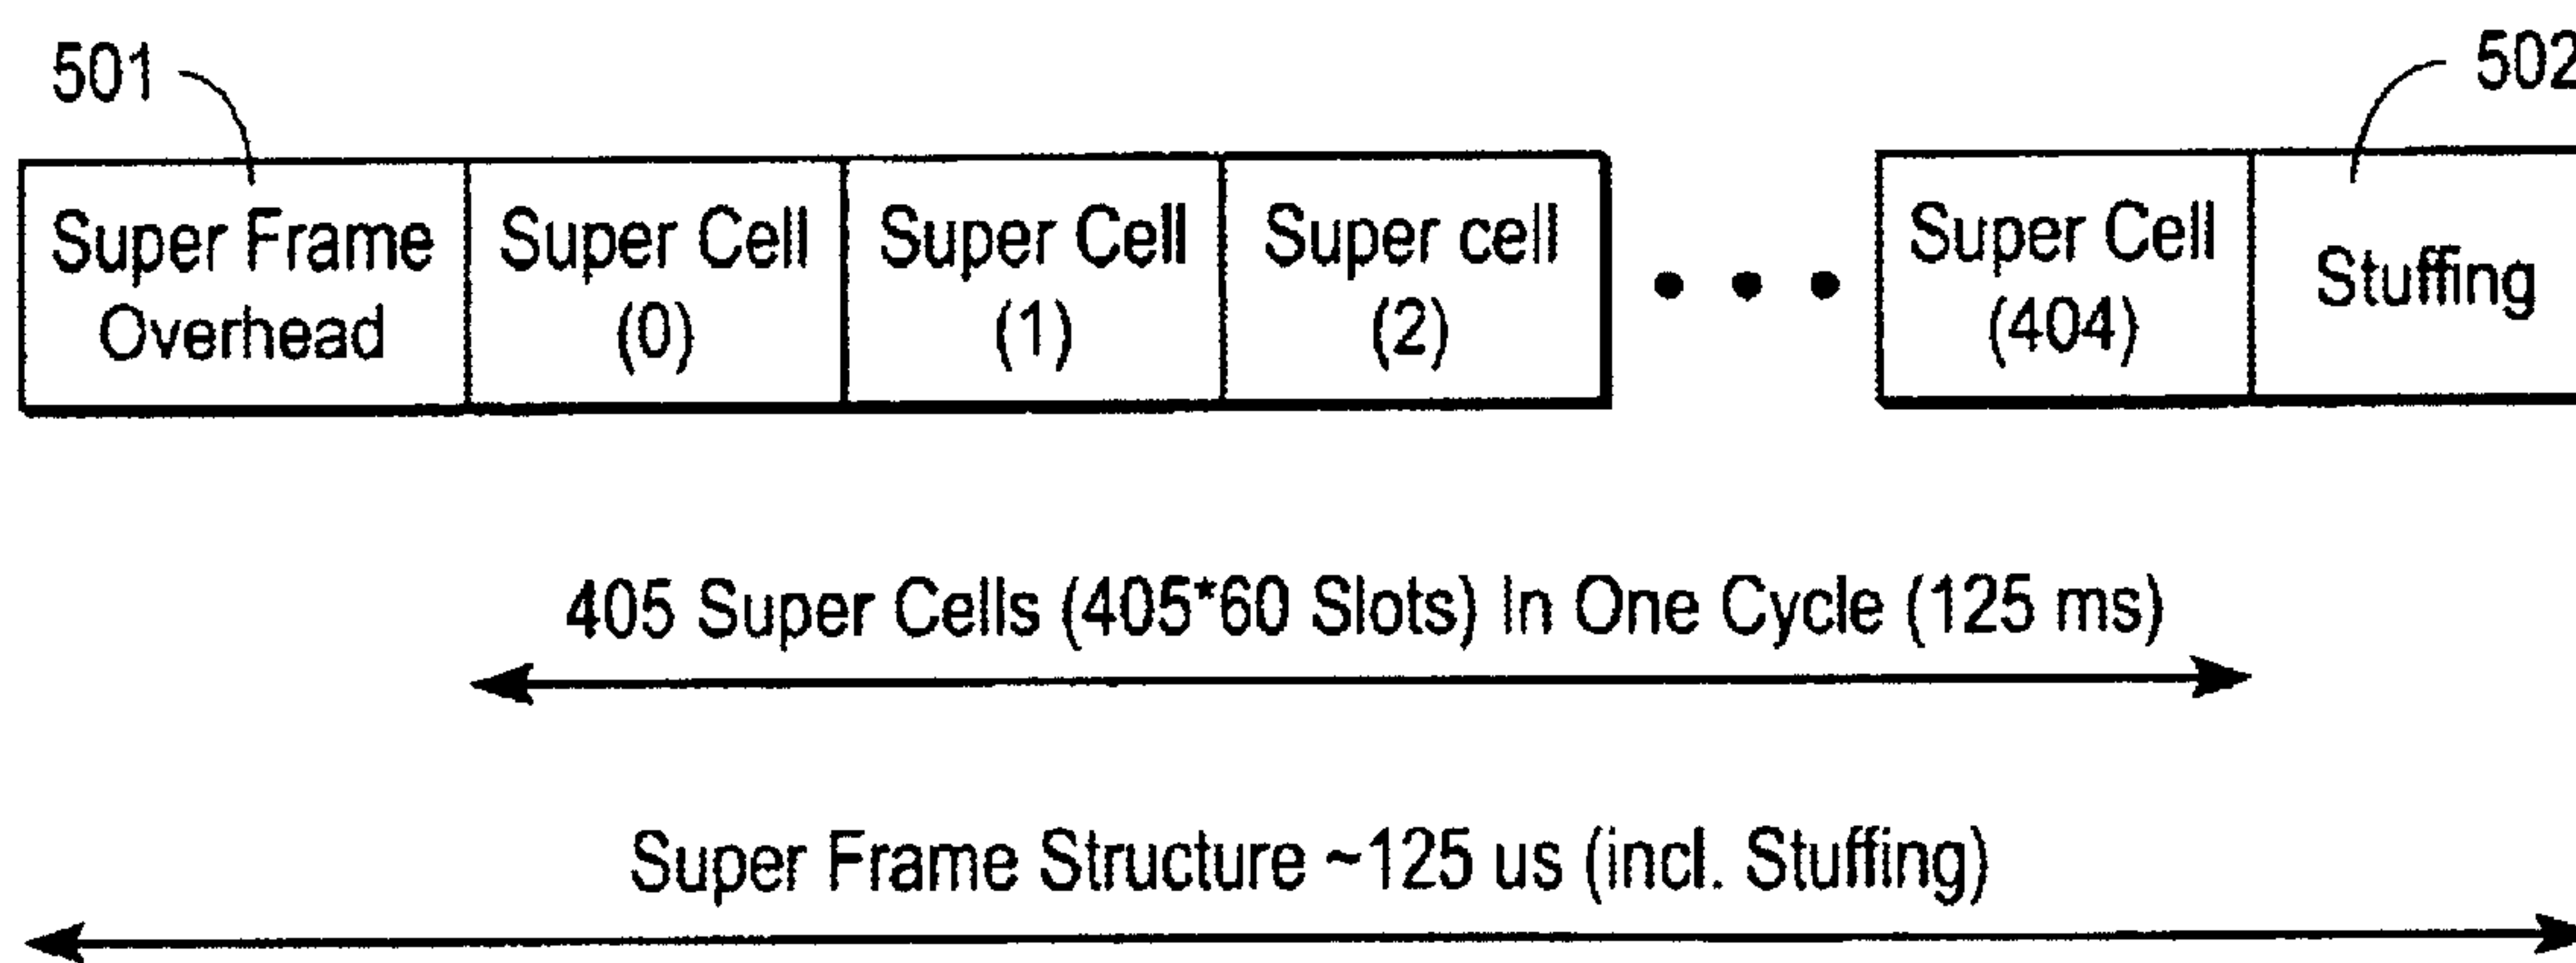 501
502
Super Frame
Overhead
Super Cell
(0)
Super Cell
(1)
Super cell
(2)
Super Cell
(404)
Stuffing
405 Super Cells (405*60 Slots) In One Cycle (125 ms)
Super Frame Structure ~125 us (incl. Stuffing)